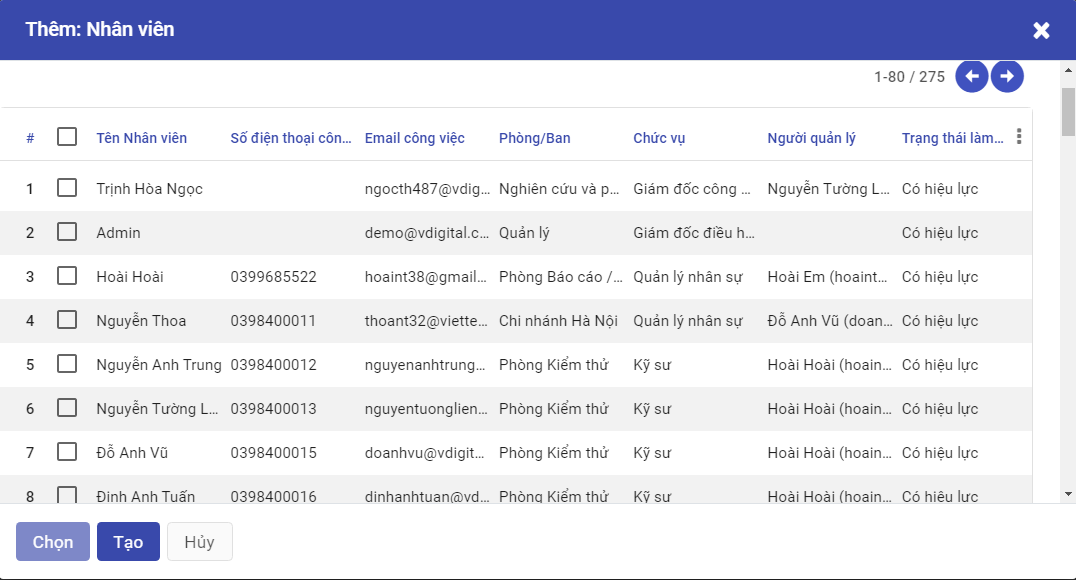 Thêm: Nhân viên
1-80 / 275
# Tên Nhân viên Số điện thoại côn... Email công việc Phòng/Ban Chức vụ Người quản lý Trạng thái làm...
1 Trịnh Hòa Ngọc ngocth487@vdig... Nghiên cứu và p... Giám đốc công ... Nguyễn Tường L... Có hiệu lực
2 Admin demo@vdigital.c... Quản lý Giám đốc điều h... Có hiệu lực
3 Hoài Hoài 0399685522 hoaint38@gmail... Phòng Báo cáo /... Quản lý nhân sự Hoài Em (hoaint... Có hiệu lực
4 Nguyễn Thoa 0398400011 thoant32@viette... Chi nhánh Hà Nội Quản lý nhân sự Đỗ Anh Vũ (doan... Có hiệu lực
5 Nguyễn Anh Trung 0398400012 nguyenanhtrung... Phòng Kiểm thử Kỹ sư Hoài Hoài (hoain... Có hiệu lực
6 Nguyễn Tường L... 0398400013 nguyentuonglien... Phòng Kiểm thử Kỹ sư Hoài Hoài (hoain... Có hiệu lực
7 Đỗ Anh Vũ 0398400015 doanhvu@vdigit... Phòng Kiểm thử Kỹ sư Hoài Hoài (hoain... Có hiệu lực
8 Đinh Anh Tuấn 0398400016 dinhanhtuan@vd... Phòng Kiểm thử Kỹ sư Hoài Hoài (hoain... Có hiệu lực
Chọn Tạo Hủy